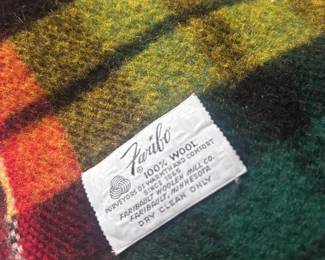 Faribo
®
100% WOOL
PURVEYORS OF WARMTH AND COMFORT
SINCE 1865
FARIBAULT WOOLEN MILL CO.
FARIBAULT, MINNESOTA
DRY CLEAN ONLY